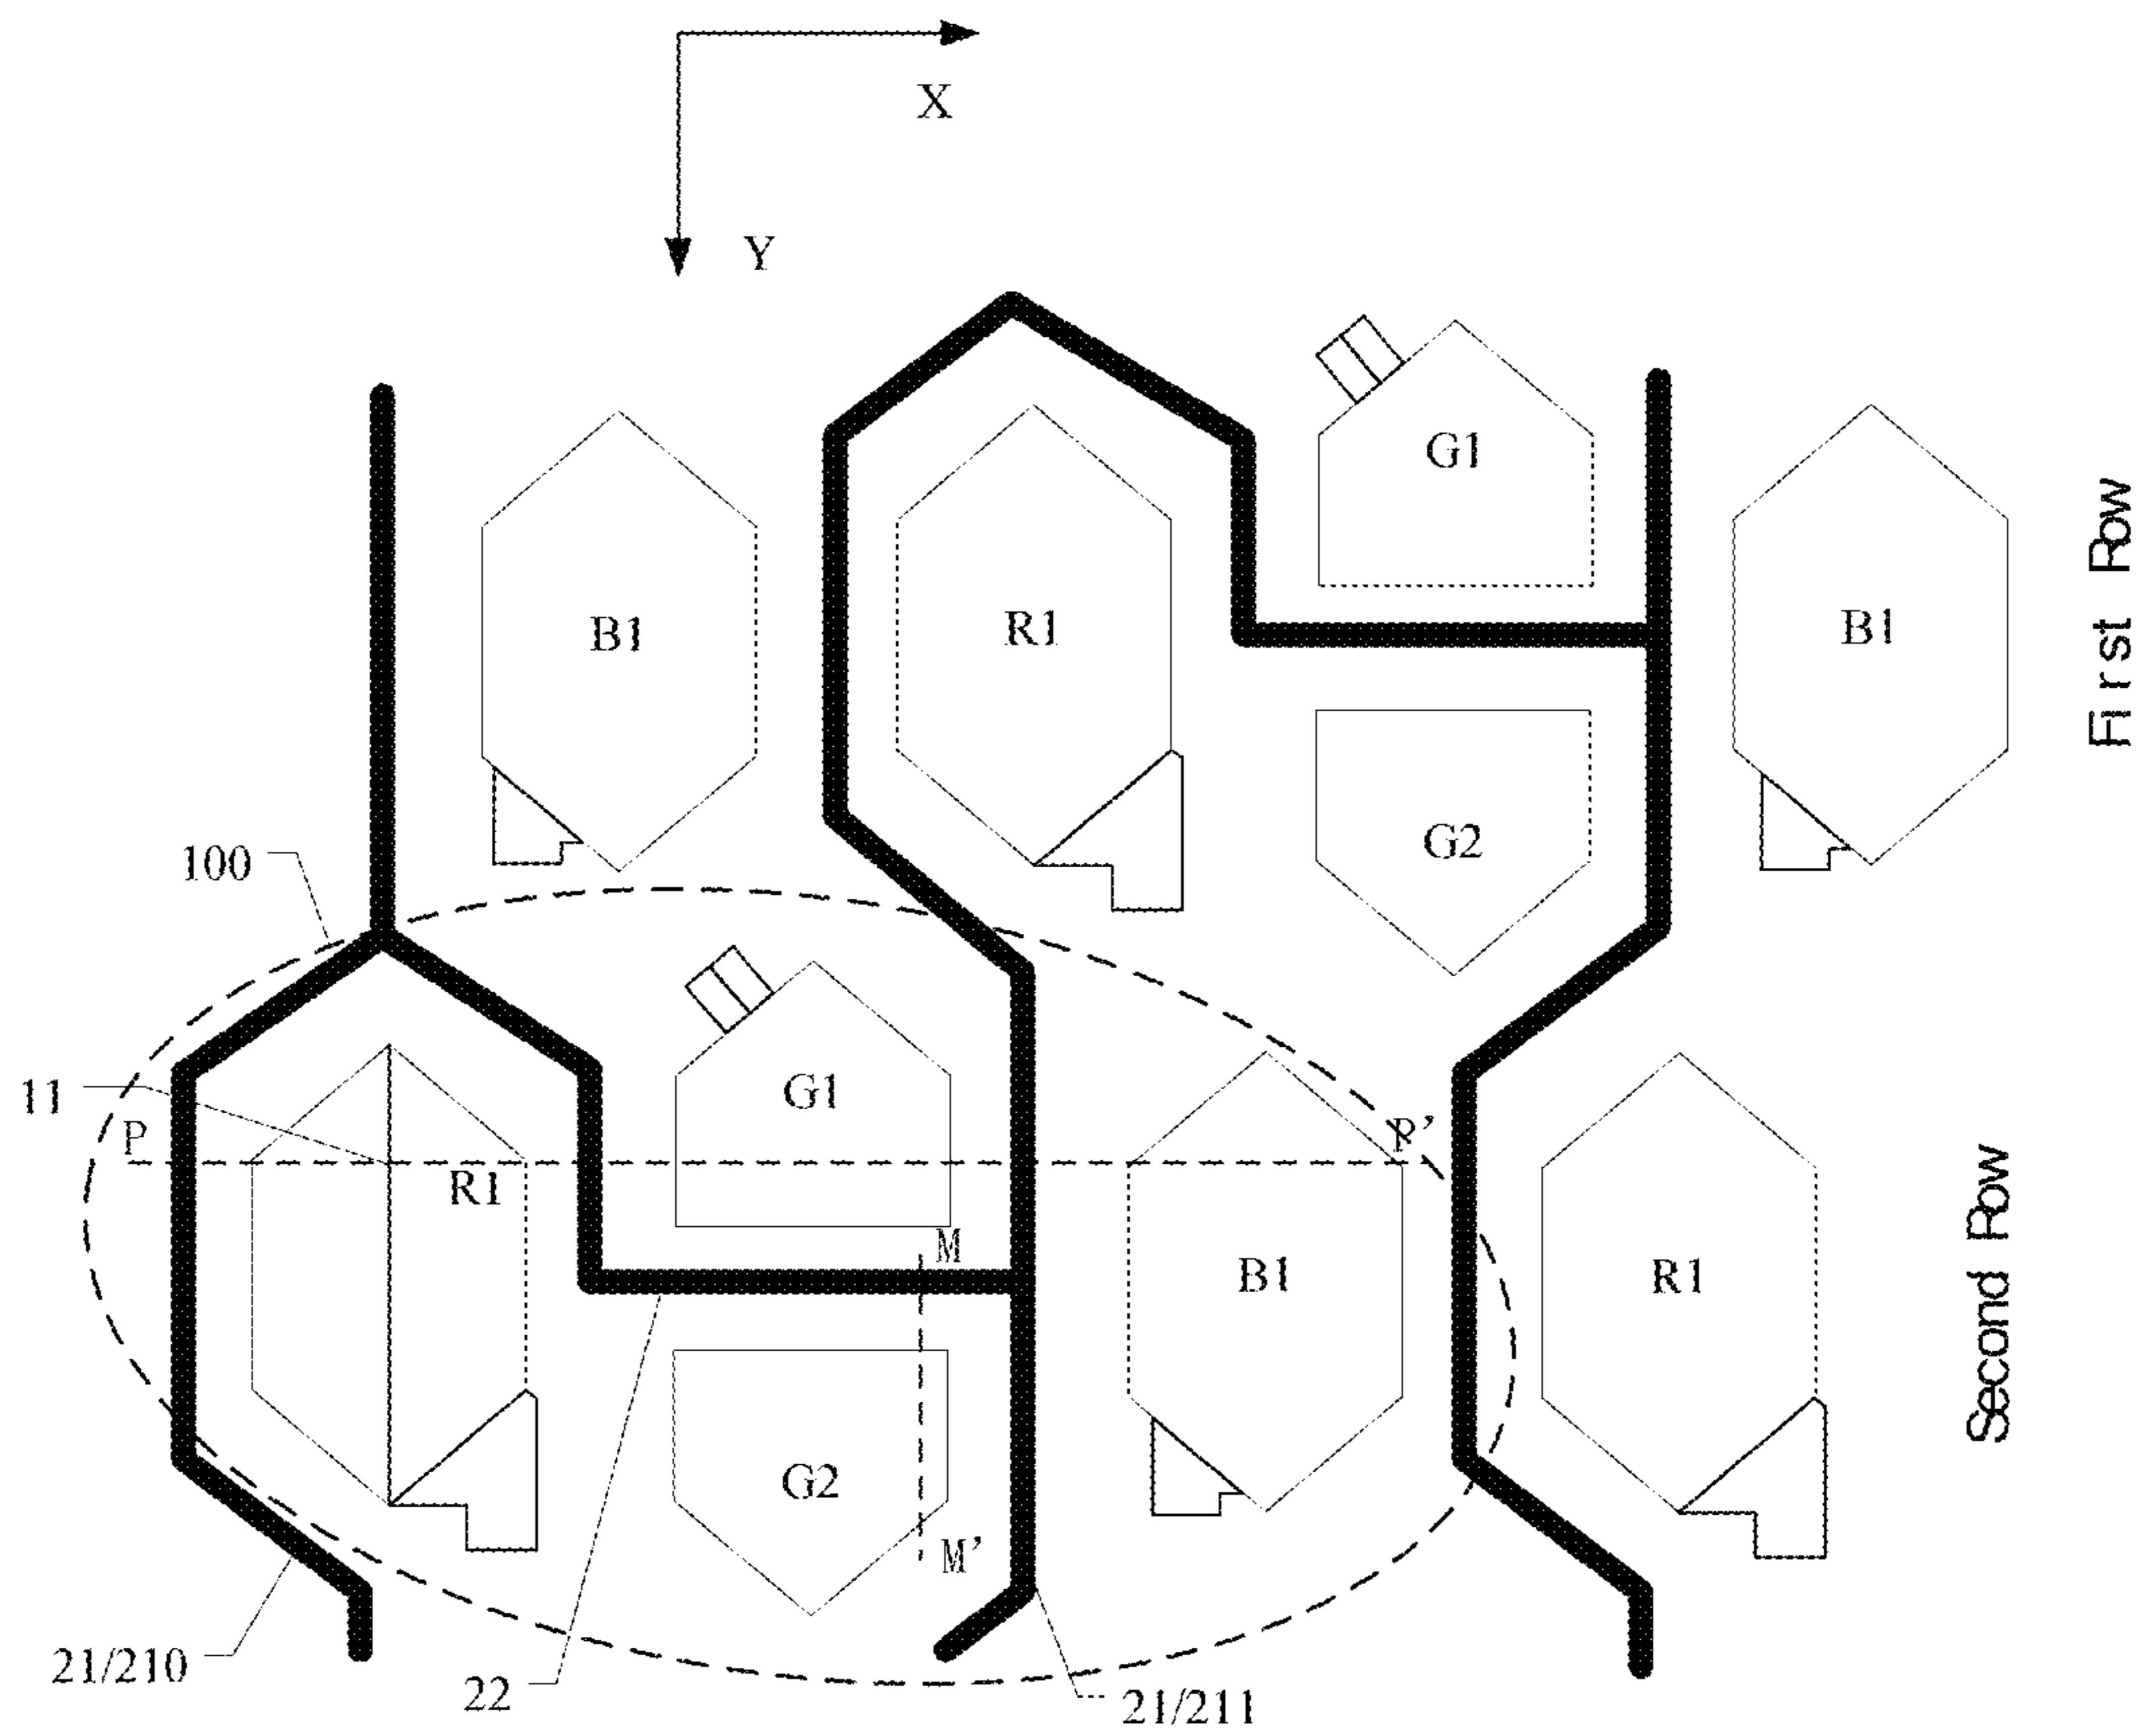 X
Y
G1
B1
R1
B1
First Row
G2
100
G1
11
P
P’
R1
M
B1
R1
Second Row
G2
M’
21/210
22
21/211